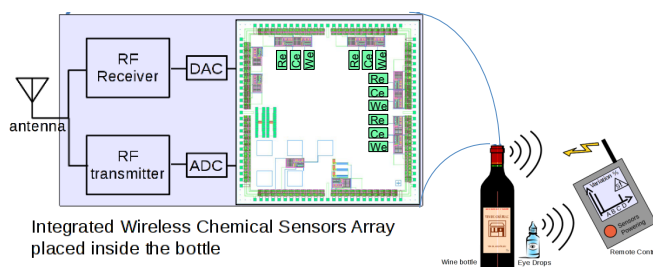 RF
Receiver
DAC
Re
Ce
We
Re
Ce
We
Re
Ce
We
Re
Ce
We
antenna
RF
transmitter
ADC
Variation %
A B C D
Sensors
Powering
Integrated Wireless Chemical Sensors Array
placed inside the bottle
Wine bottle
Eye Drops
Remote Cont